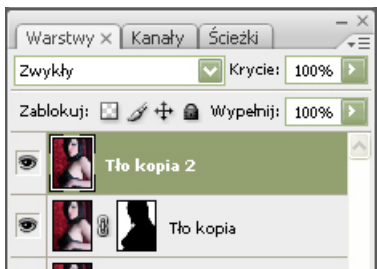 Warstwy × Kanały Ścieżki
Zwykły Krycie: 100%
Zablokuj: Wypełnij: 100%
Tło kopia 2
Tło kopia